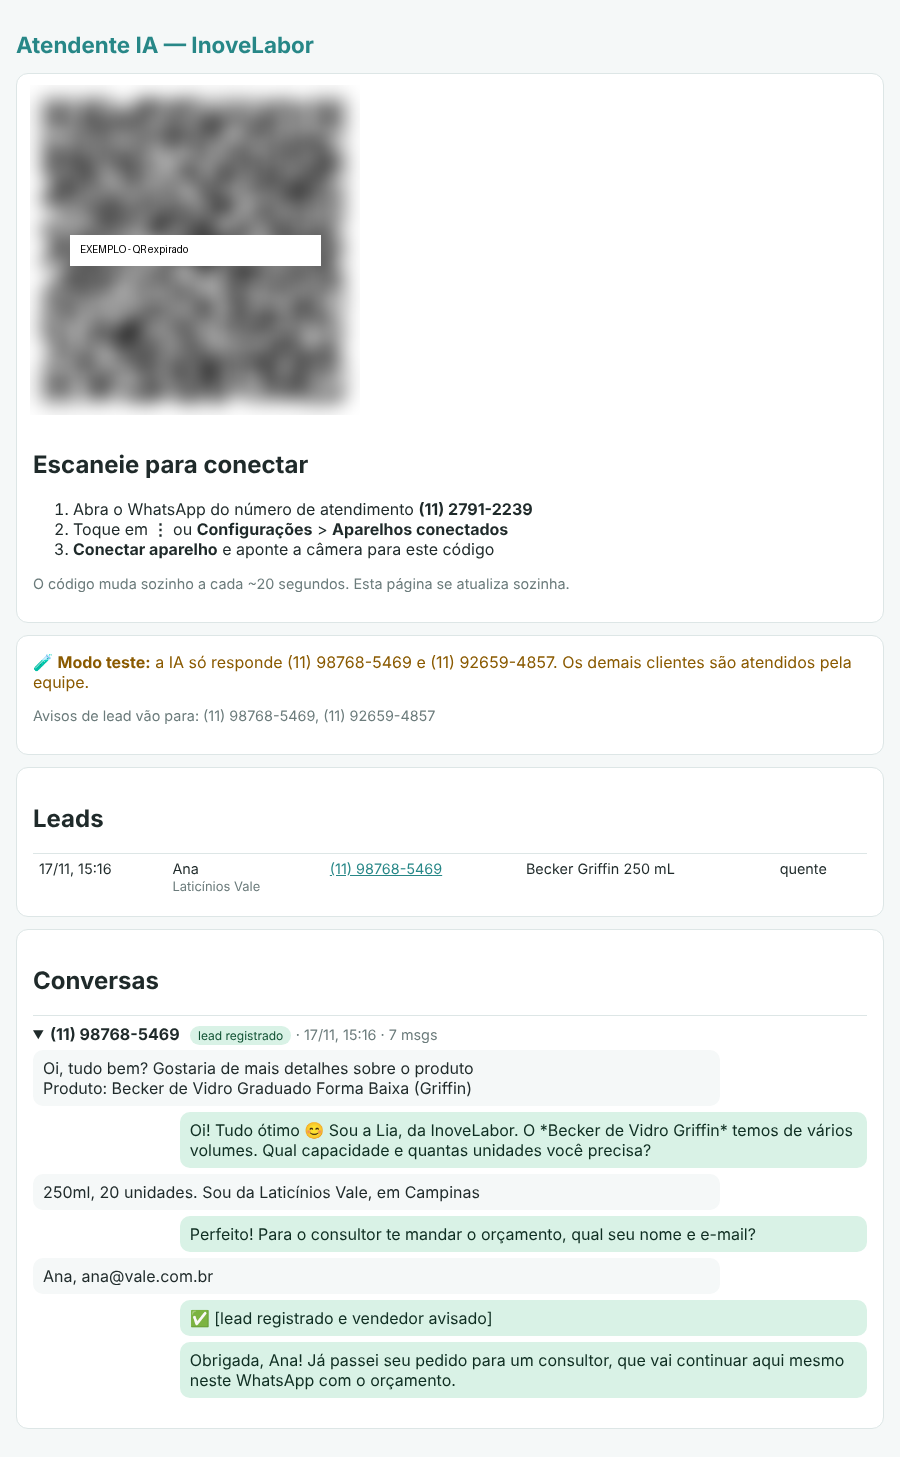 Atendente IA — InoveLabor
EXEMPLO - QR expirado
Escaneie para conectar
1. Abra o WhatsApp do número de atendimento (11) 2791-2239
2. Toque em ⋮ ou Configurações > Aparelhos conectados
3. Conectar aparelho e aponte a câmera para este código
O código muda sozinho a cada ~20 segundos. Esta página se atualiza sozinha.
🧪 Modo teste: a IA só responde (11) 98768-5469 e (11) 92659-4857. Os demais clientes são atendidos pela
equipe.
Avisos de lead vão para: (11) 98768-5469, (11) 92659-4857
Leads
17/11, 15:16 Ana (11) 98768-5469 Becker Griffin 250 mL quente
Laticínios Vale
Conversas
▼ (11) 98768-5469 lead registrado · 17/11, 15:16 · 7 msgs
Oi, tudo bem? Gostaria de mais detalhes sobre o produto
Produto: Becker de Vidro Graduado Forma Baixa (Griffin)
Oi! Tudo ótimo 😊 Sou a Lia, da InoveLabor. O *Becker de Vidro Griffin* temos de vários
volumes. Qual capacidade e quantas unidades você precisa?
250ml, 20 unidades. Sou da Laticínios Vale, em Campinas
Perfeito! Para o consultor te mandar o orçamento, qual seu nome e e-mail?
Ana, ana@vale.com.br
✅ [lead registrado e vendedor avisado]
Obrigada, Ana! Já passei seu pedido para um consultor, que vai continuar aqui mesmo
neste WhatsApp com o orçamento.